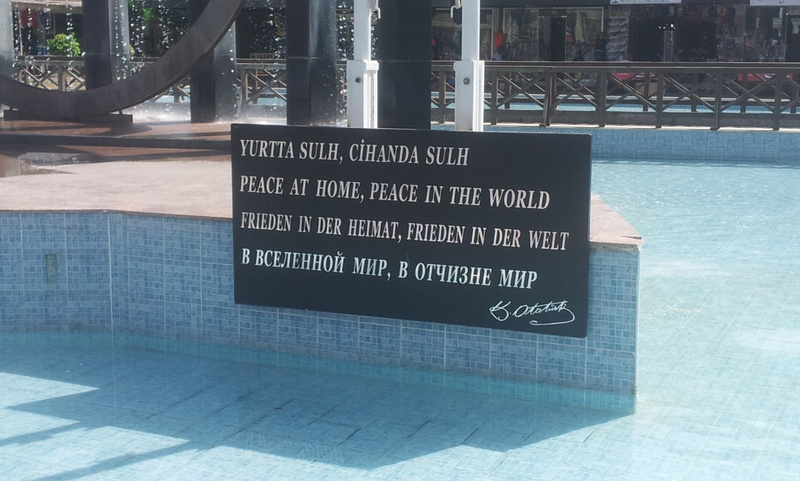 YURTTA SULH, CİHANDA SULH
PEACE AT HOME, PEACE IN THE WORLD
FRIEDEN IN DER HEIMAT, FRIEDEN IN DER WELT
В ВСЕЛЕННОЙ МИР, В ОТЧИЗНЕ МИР
K. Atatürk